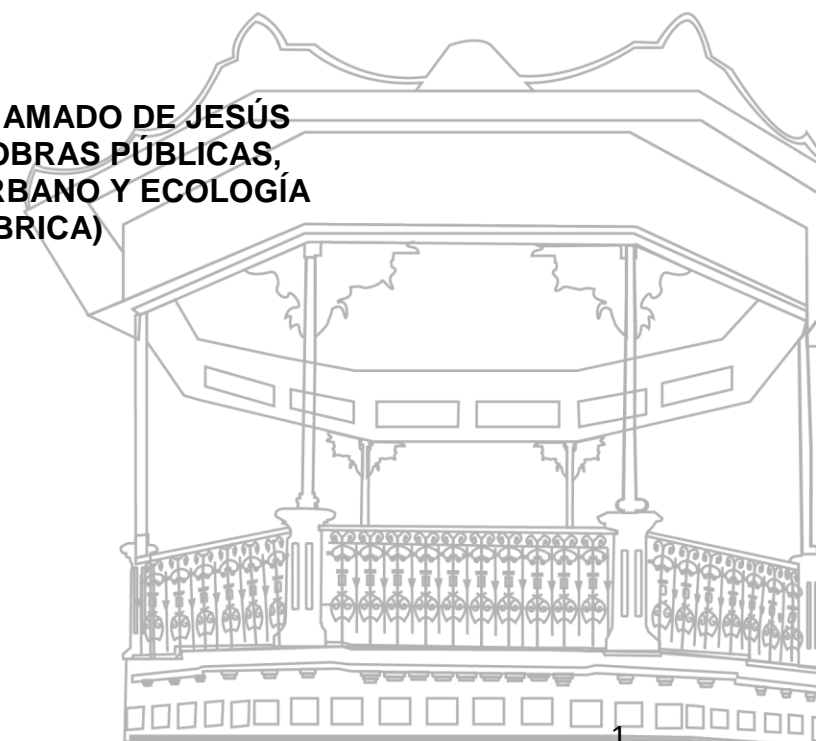 AMADO DE JESÚS
OBRAS PÚBLICAS,
RBANO Y ECOLOGÍA
BRICA)
1